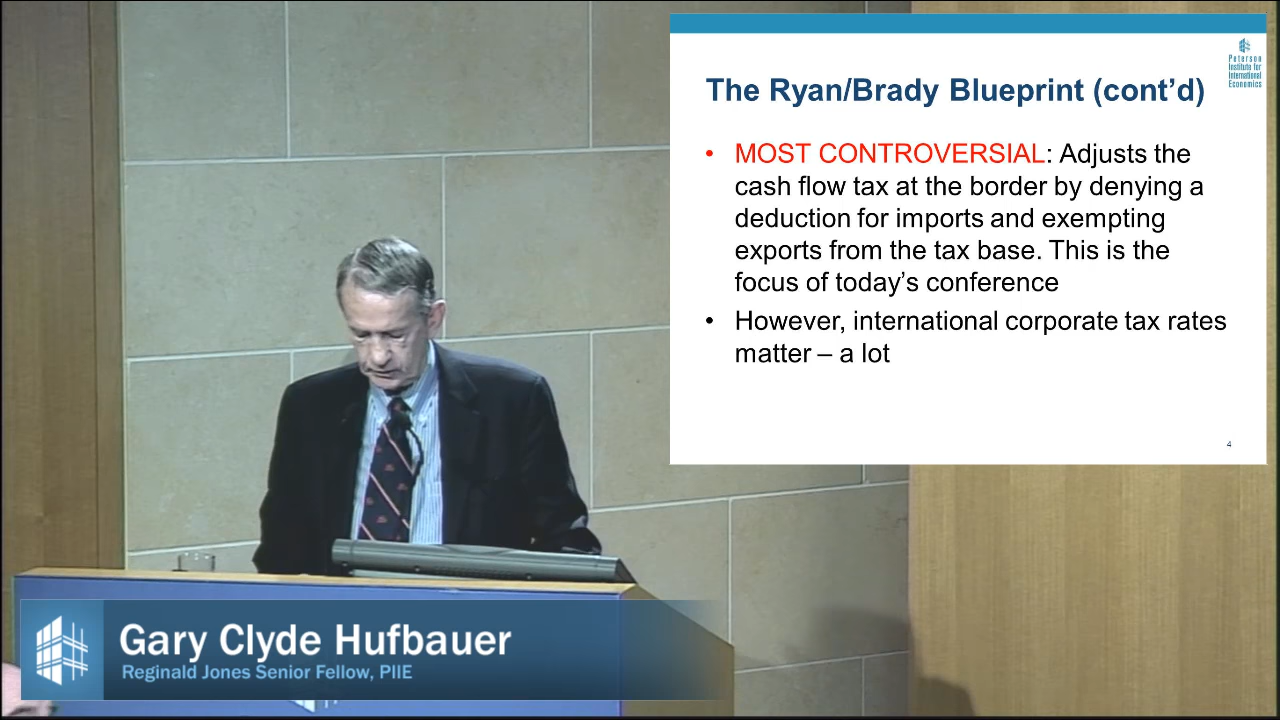 Peterson
Institute for
International
Economics
The Ryan/Brady Blueprint (cont’d)
• MOST CONTROVERSIAL: Adjusts the
cash flow tax at the border by denying a
deduction for imports and exempting
exports from the tax base. This is the
focus of today’s conference
• However, international corporate tax rates
matter – a lot
4
Gary Clyde Hufbauer
Reginald Jones Senior Fellow, PIIE